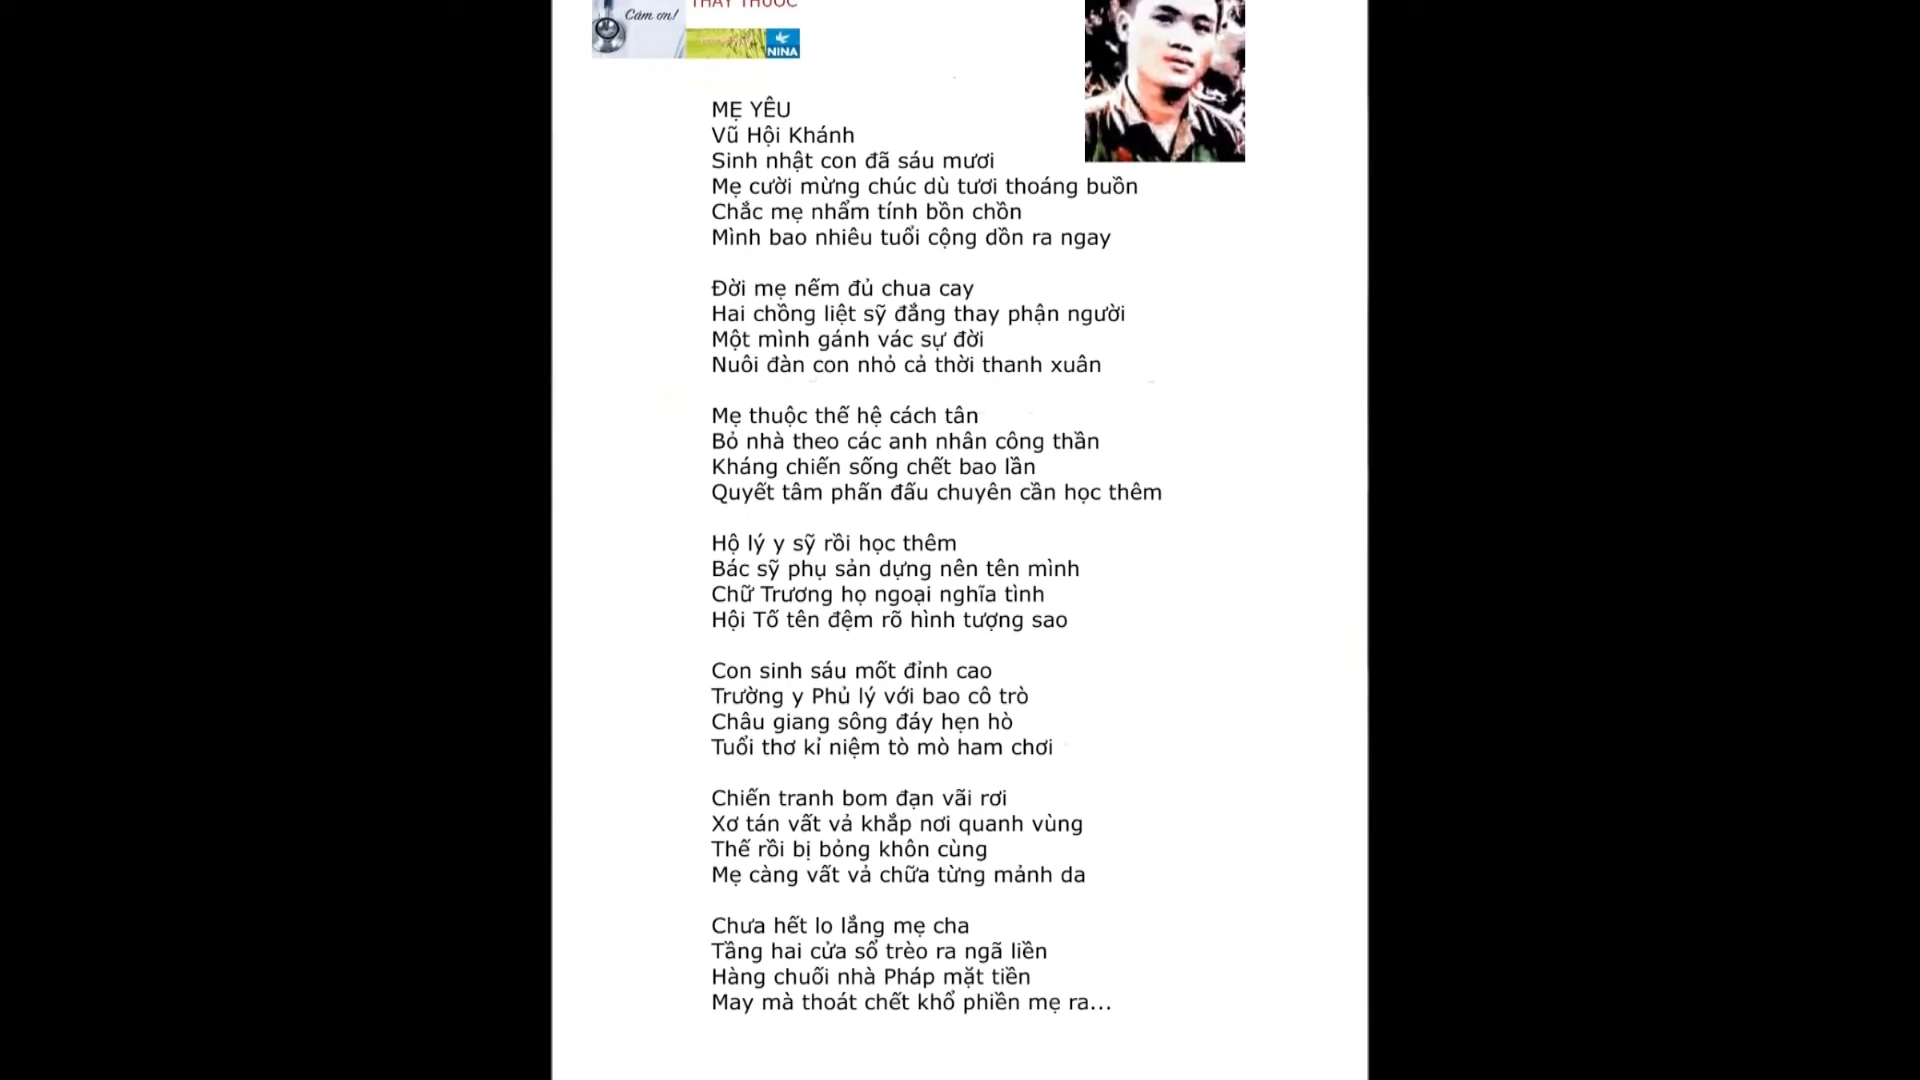 Cám ơn!
THẦY THUỐC
NINA
MẸ YÊU
Vũ Hội Khánh
Sinh nhật con đã sáu mươi
Mẹ cười mừng chúc dù tươi thoáng buồn
Chắc mẹ nhẩm tính bồn chồn
Mình bao nhiêu tuổi cộng dồn ra ngay
Đời mẹ nếm đủ chua cay
Hai chồng liệt sỹ đắng thay phận người
Một mình gánh vác sự đời
Nuôi đàn con nhỏ cả thời thanh xuân
Mẹ thuộc thế hệ cách tân
Bỏ nhà theo các anh nhân công thần
Kháng chiến sống chết bao lần
Quyết tâm phấn đấu chuyên cần học thêm
Hộ lý y sỹ rồi học thêm
Bác sỹ phụ sản dựng nên tên mình
Chữ Trương họ ngoại nghĩa tình
Hội Tố tên đệm rõ hình tượng sao
Con sinh sáu mốt đỉnh cao
Trường y Phủ lý với bao cô trò
Châu giang sông đáy hẹn hò
Tuổi thơ kỉ niệm tò mò ham chơi
Chiến tranh bom đạn vãi rơi
Xơ tán vất vả khắp nơi quanh vùng
Thế rồi bị bỏng khôn cùng
Mẹ càng vất vả chữa từng mảnh da
Chưa hết lo lắng mẹ cha
Tầng hai cửa sổ trèo ra ngã liền
Hàng chuối nhà Pháp mặt tiền
May mà thoát chết khổ phiền mẹ ra...